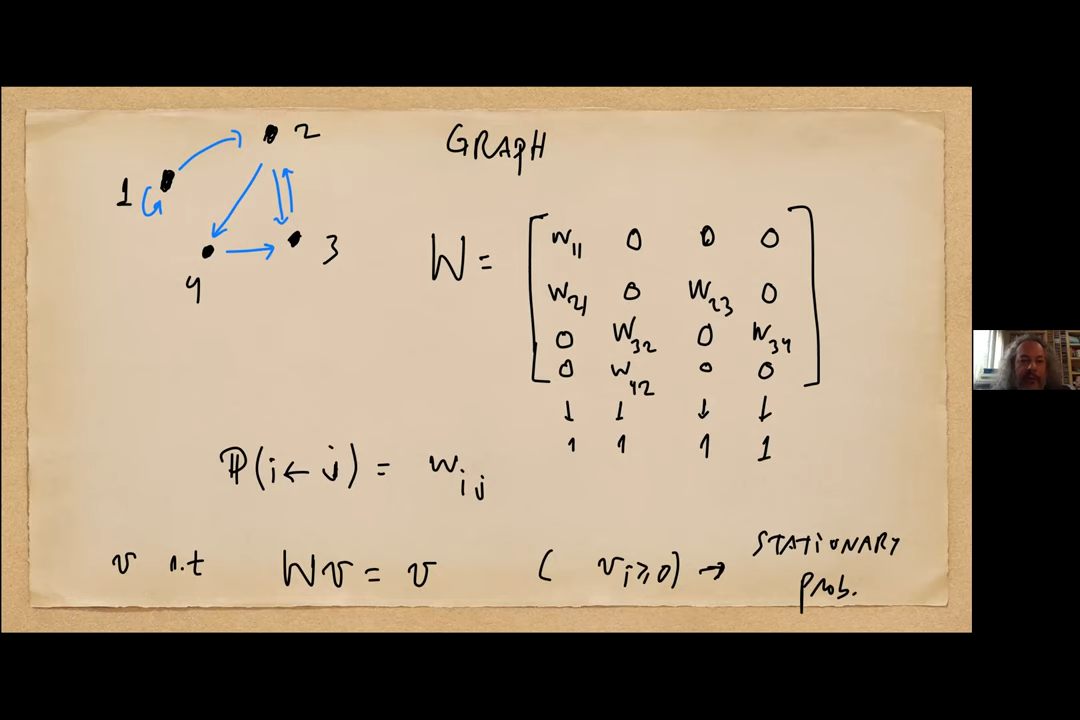 GRAPH
2
1
3
4
W = [ w11 0 0 0
w21 0 w23 0
0 w32 0 w34
0 w42 0 0 ]
↓ ↓ ↓ ↓
1 1 1 1
ℙ(i ← j) = wij
v s.t Wv = v ( vi ≥ 0) → STATIONARY
prob.